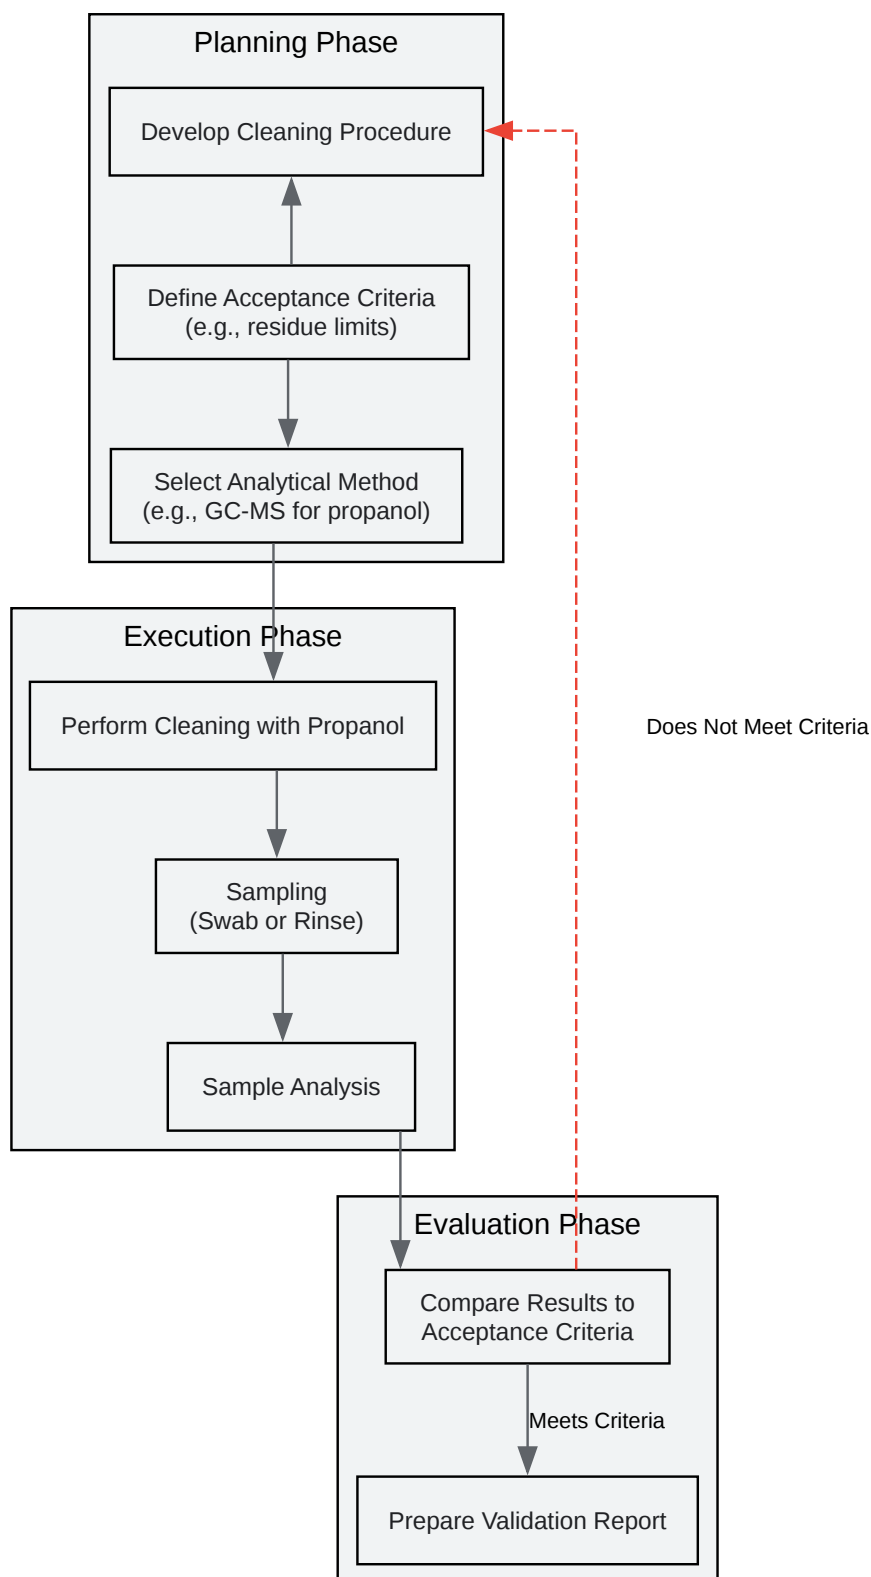 Planning Phase
Develop Cleaning Procedure
Define Acceptance Criteria
(e.g., residue limits)
Select Analytical Method
(e.g., GC-MS for propanol)
Execution Phase
Perform Cleaning with Propanol
Does Not Meet Criteria
Sampling
(Swab or Rinse)
Sample Analysis
Evaluation Phase
Compare Results to
Acceptance Criteria
Meets Criteria
Prepare Validation Report